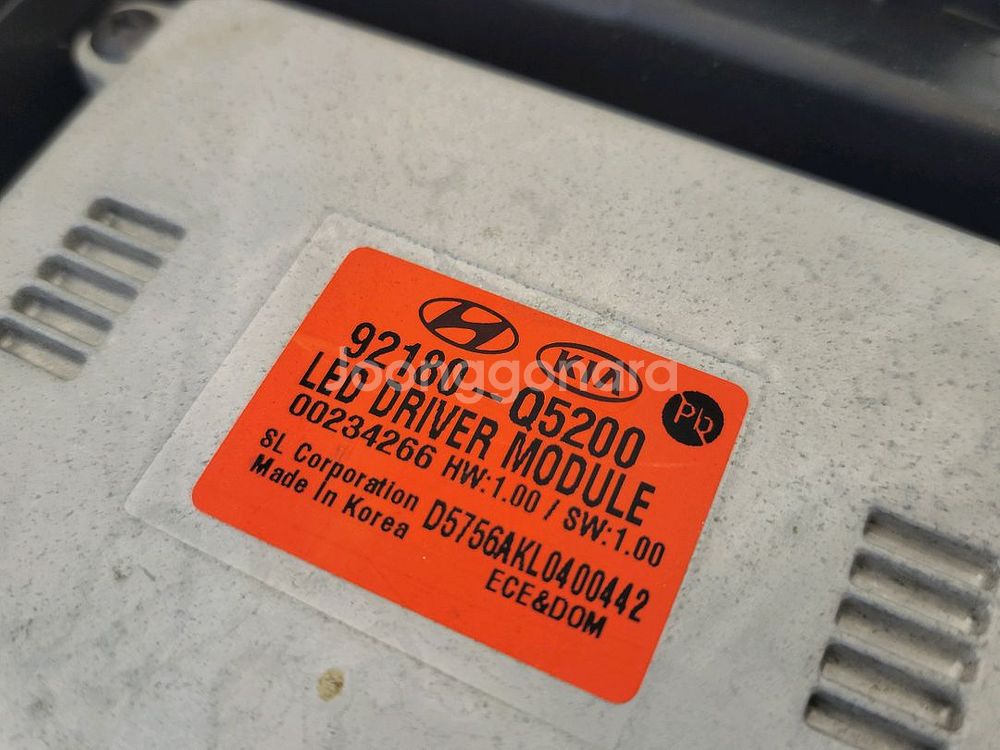 KIA
92180-Q5200
LED DRIVER MODULE
00234266 HW:1.00 / SW:1.00
SL Corporation D5756AKL0400442
Made In Korea
ECE&DOM
Joonggonara